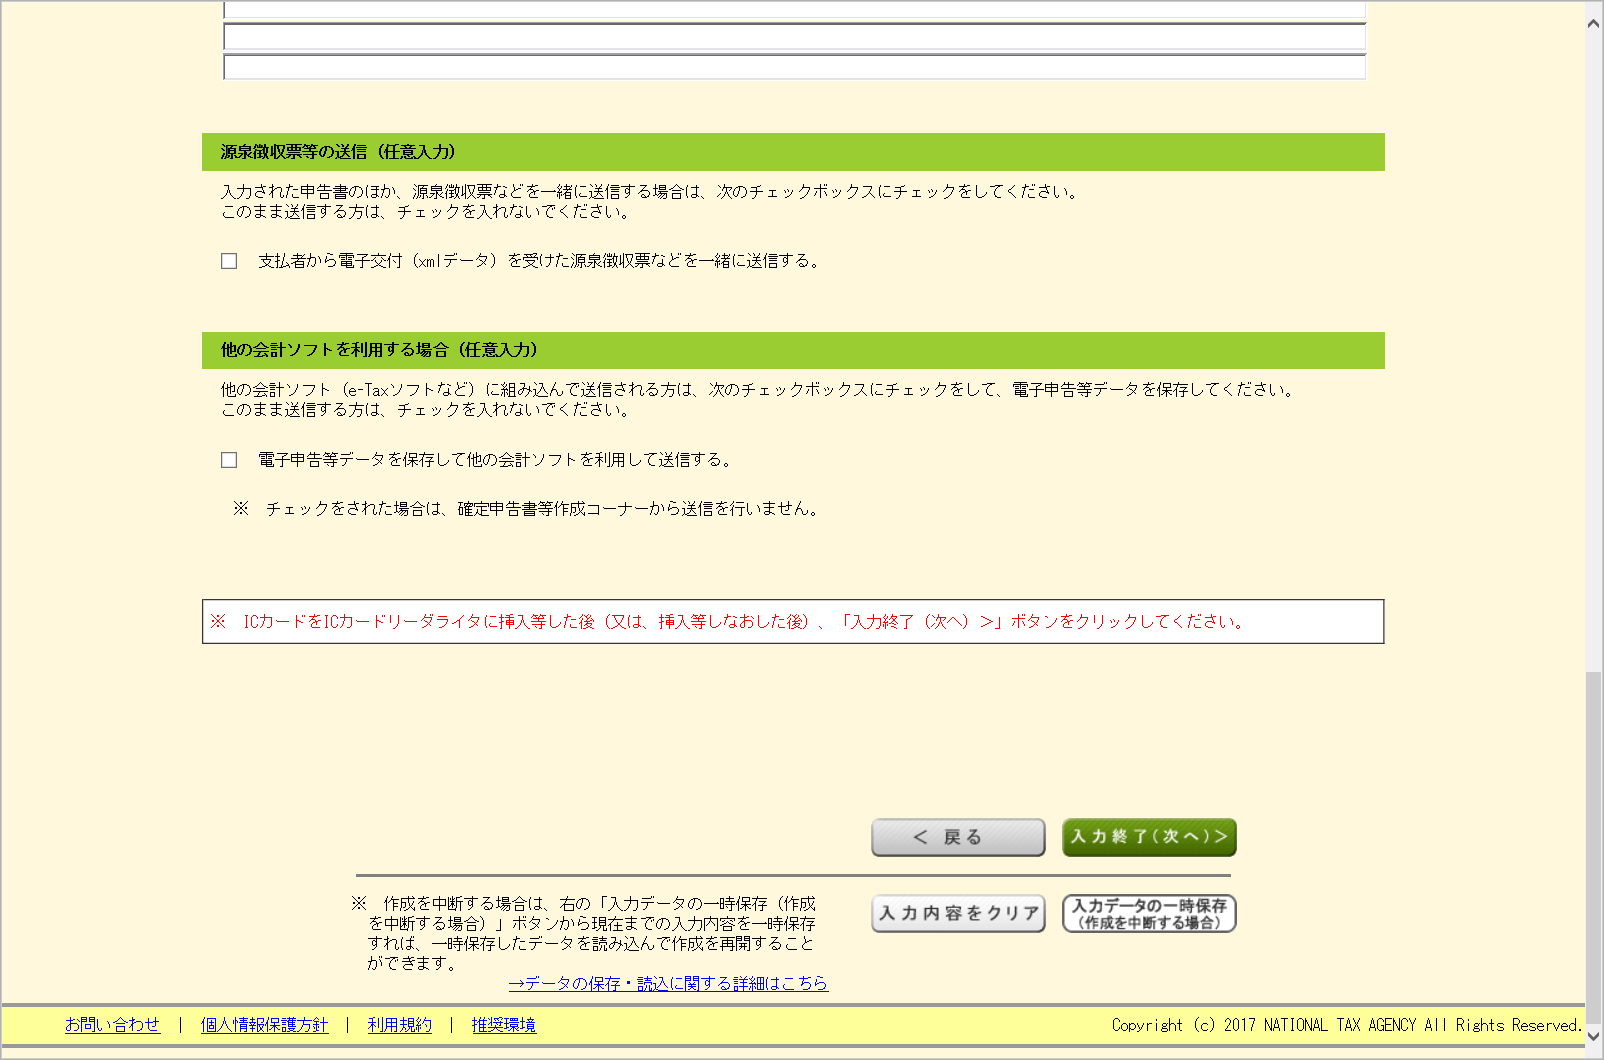 源泉徴収票等の送信（任意入力）
入力された申告書のほか、源泉徴収票などを一緒に送信する場合は、次のチェックボックスにチェックをしてください。
このまま送信する方は、チェックを入れないでください。
支払者から電子交付（xmlデータ）を受けた源泉徴収票などを一緒に送信する。
他の会計ソフトを利用する場合（任意入力）
他の会計ソフト（e-Taxソフトなど）に組み込んで送信される方は、次のチェックボックスにチェックをして、電子申告等データを保存してください。
このまま送信する方は、チェックを入れないでください。
電子申告等データを保存して他の会計ソフトを利用して送信する。
※　チェックをされた場合は、確定申告書等作成コーナーから送信を行いません。
※　ICカードをICカードリーダライタに挿入等した後（又は、挿入等しなおした後）、「入力終了（次へ）＞」ボタンをクリックしてください。
＜ 戻る
入力終了(次へ)＞
※　作成を中断する場合は、右の「入力データの一時保存（作成
を中断する場合）」ボタンから現在までの入力内容を一時保存
すれば、一時保存したデータを読み込んで作成を再開すること
ができます。
→データの保存・読込に関する詳細はこちら
入力内容をクリア
入力データの一時保存
（作成を中断する場合）
お問い合わせ　｜　個人情報保護方針　｜　利用規約　｜　推奨環境
Copyright (c) 2017 NATIONAL TAX AGENCY All Rights Reserved.